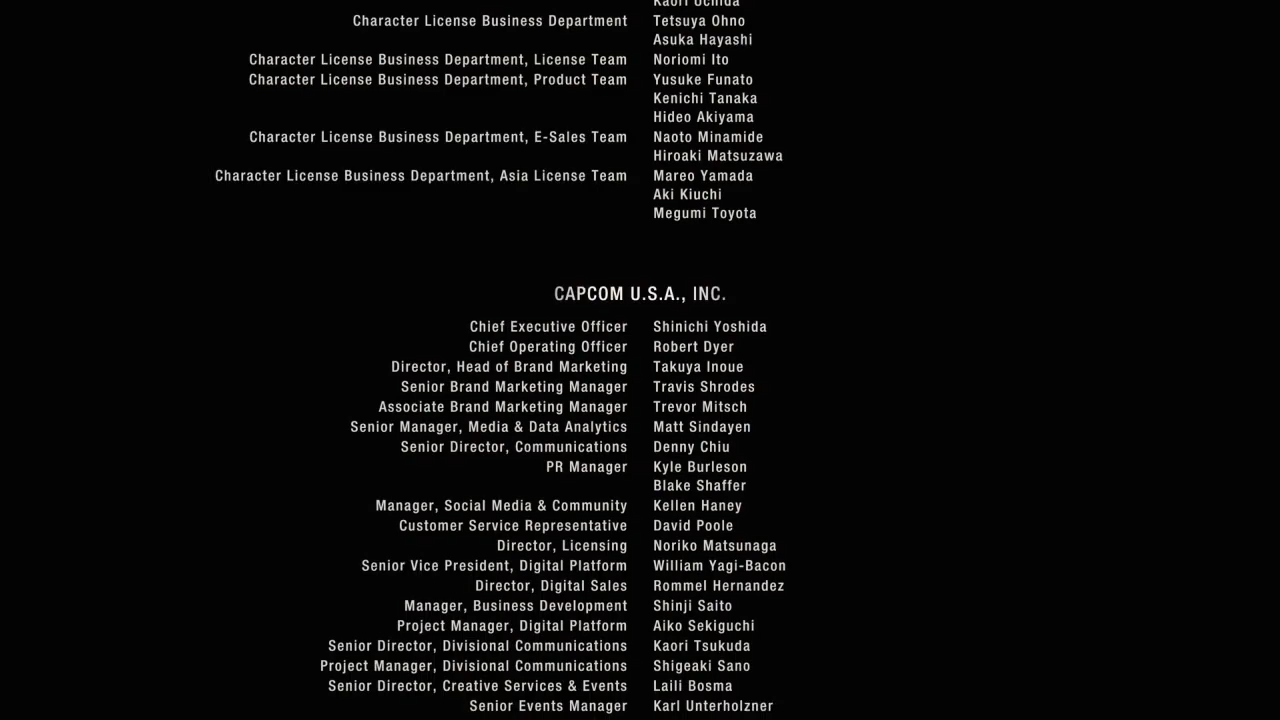 Kaori Uchida
Character License Business Department Tetsuya Ohno
Asuka Hayashi
Character License Business Department, License Team Noriomi Ito
Character License Business Department, Product Team Yusuke Funato
Kenichi Tanaka
Hideo Akiyama
Character License Business Department, E-Sales Team Naoto Minamide
Hiroaki Matsuzawa
Character License Business Department, Asia License Team Mareo Yamada
Aki Kiuchi
Megumi Toyota
CAPCOM U.S.A., INC.
Chief Executive Officer Shinichi Yoshida
Chief Operating Officer Robert Dyer
Director, Head of Brand Marketing Takuya Inoue
Senior Brand Marketing Manager Travis Shrodes
Associate Brand Marketing Manager Trevor Mitsch
Senior Manager, Media & Data Analytics Matt Sindayen
Senior Director, Communications Denny Chiu
PR Manager Kyle Burleson
Blake Shaffer
Manager, Social Media & Community Kellen Haney
Customer Service Representative David Poole
Director, Licensing Noriko Matsunaga
Senior Vice President, Digital Platform William Yagi-Bacon
Director, Digital Sales Rommel Hernandez
Manager, Business Development Shinji Saito
Project Manager, Digital Platform Aiko Sekiguchi
Senior Director, Divisional Communications Kaori Tsukuda
Project Manager, Divisional Communications Shigeaki Sano
Senior Director, Creative Services & Events Laili Bosma
Senior Events Manager Karl Unterholzner